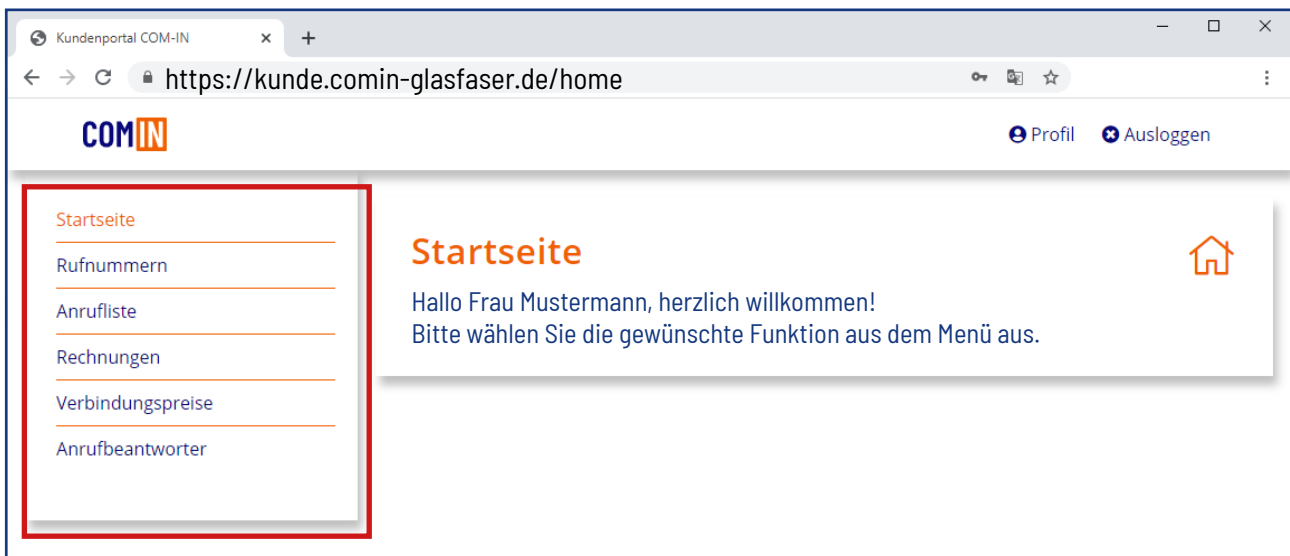 Kundenportal COM-IN
https://kunde.comin-glasfaser.de/home
COMIN
Profil
Ausloggen
Startseite
Rufnummern
Anrufliste
Rechnungen
Verbindungspreise
Anrufbeantworter
Startseite
Hallo Frau Mustermann, herzlich willkommen!
Bitte wählen Sie die gewünschte Funktion aus dem Menü aus.